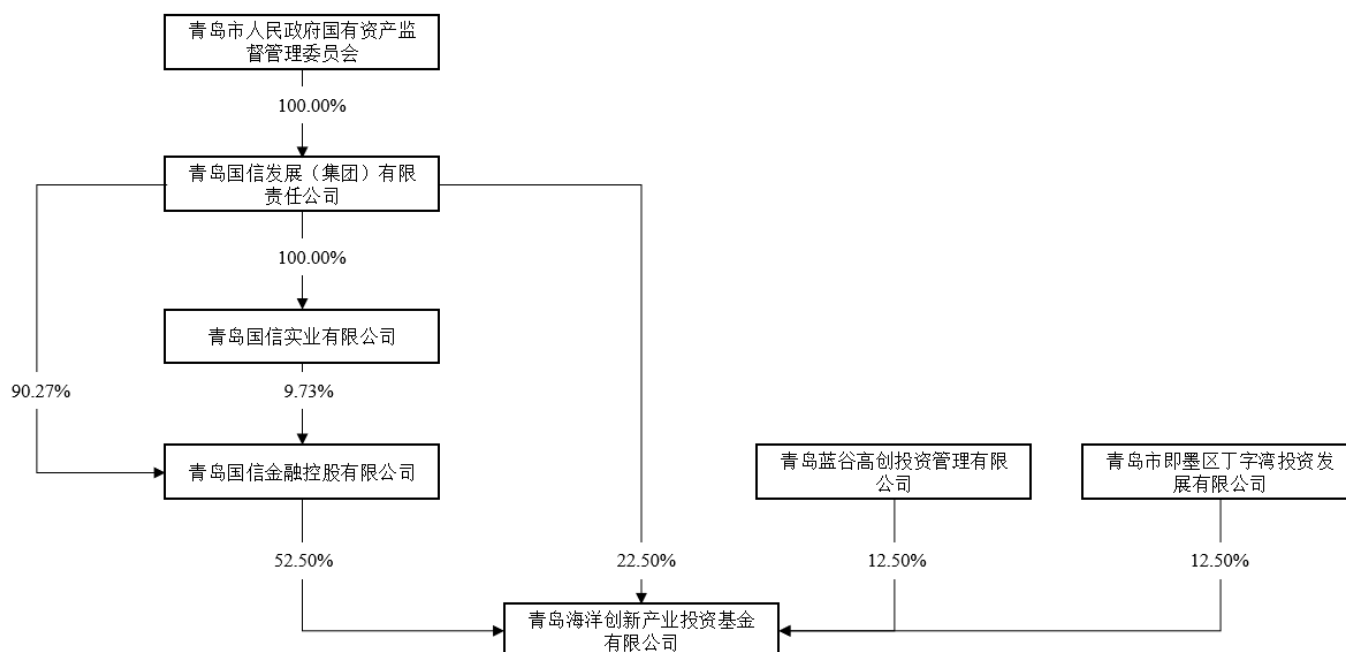 青岛市人民政府国有资产监
督管理委员会
100.00%
青岛国信发展（集团）有限
责任公司
100.00%
青岛国信实业有限公司
90.27%
9.73%
青岛国信金融控股有限公司
青岛蓝谷高创投资管理有限
公司
青岛市即墨区丁字湾投资发
展有限公司
52.50%
22.50%
12.50%
12.50%
青岛海洋创新产业投资基金
有限公司